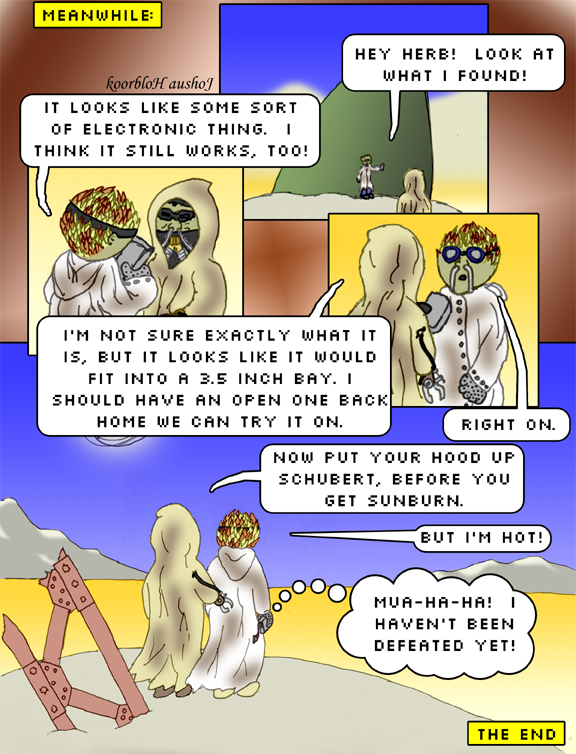 MEANWHILE:
HEY HERB! LOOK AT
WHAT I FOUND!
koorbloH aushoJ
IT LOOKS LIKE SOME SORT
OF ELECTRONIC THING. I
THINK IT STILL WORKS, TOO!
I'M NOT SURE EXACTLY WHAT IT
IS, BUT IT LOOKS LIKE IT WOULD
FIT INTO A 3.5 INCH BAY. I
SHOULD HAVE AN OPEN ONE BACK
HOME WE CAN TRY IT ON.
RIGHT ON.
NOW PUT YOUR HOOD UP
SCHUBERT, BEFORE YOU
GET SUNBURN.
BUT I'M HOT!
MUA-HA-HA! I
HAVEN'T BEEN
DEFEATED YET!
THE END